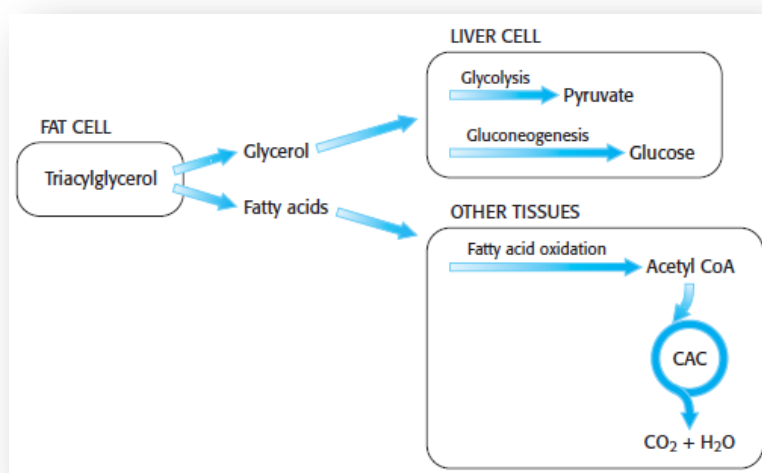 LIVER CELL
Glycolysis
Pyruvate
Gluconeogenesis
Glucose
FAT CELL
Triacylglycerol
Glycerol
Fatty acids
OTHER TISSUES
Fatty acid oxidation
Acetyl CoA
CAC
CO₂ + H₂O